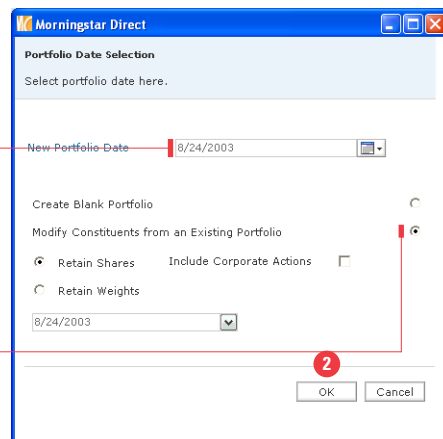 Morningstar Direct
Portfolio Date Selection
Select portfolio date here.
New Portfolio Date 8/24/2003
Create Blank Portfolio
Modify Constituents from an Existing Portfolio
Retain Shares Include Corporate Actions
Retain Weights
8/24/2003
2
OK Cancel